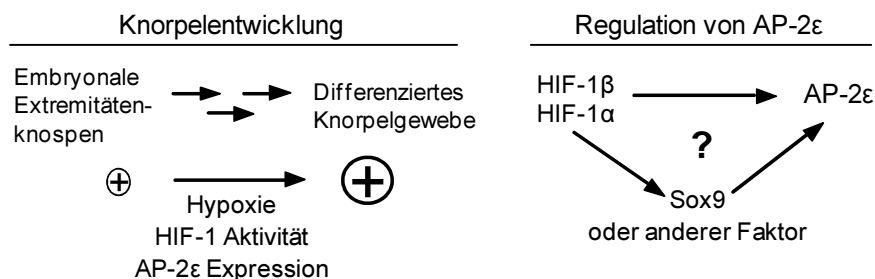 Knorpelentwicklung
Embryonale
Extremitäten-
knospen
Differenziertes
Knorpelgewebe
Hypoxie
HIF-1 Aktivität
AP-2ε Expression
Regulation von AP-2ε
HIF-1β
HIF-1α
AP-2ε
?
Sox9
oder anderer Faktor